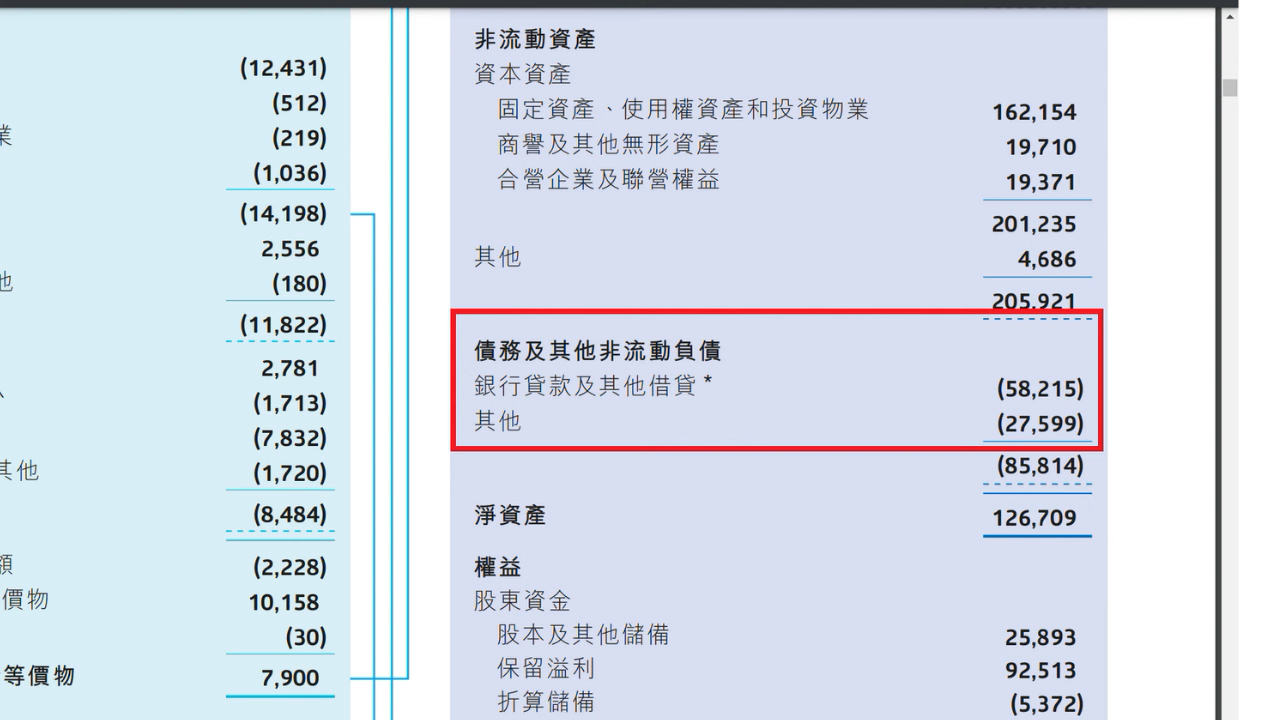 (12,431)
(512)
業 (219)
(1,036)
(14,198)
2,556
他 (180)
(11,822)
2,781
(1,713)
(7,832)
其他 (1,720)
(8,484)
額 (2,228)
價物 10,158
(30)
等價物 7,900
非流動資產
資本資產
固定資產、使用權資產和投資物業 162,154
商譽及其他無形資產 19,710
合營企業及聯營權益 19,371
201,235
其他 4,686
205,921
債務及其他非流動負債
銀行貸款及其他借貸 * (58,215)
其他 (27,599)
(85,814)
淨資產 126,709
權益
股東資金
股本及其他儲備 25,893
保留溢利 92,513
折算儲備 (5,372)